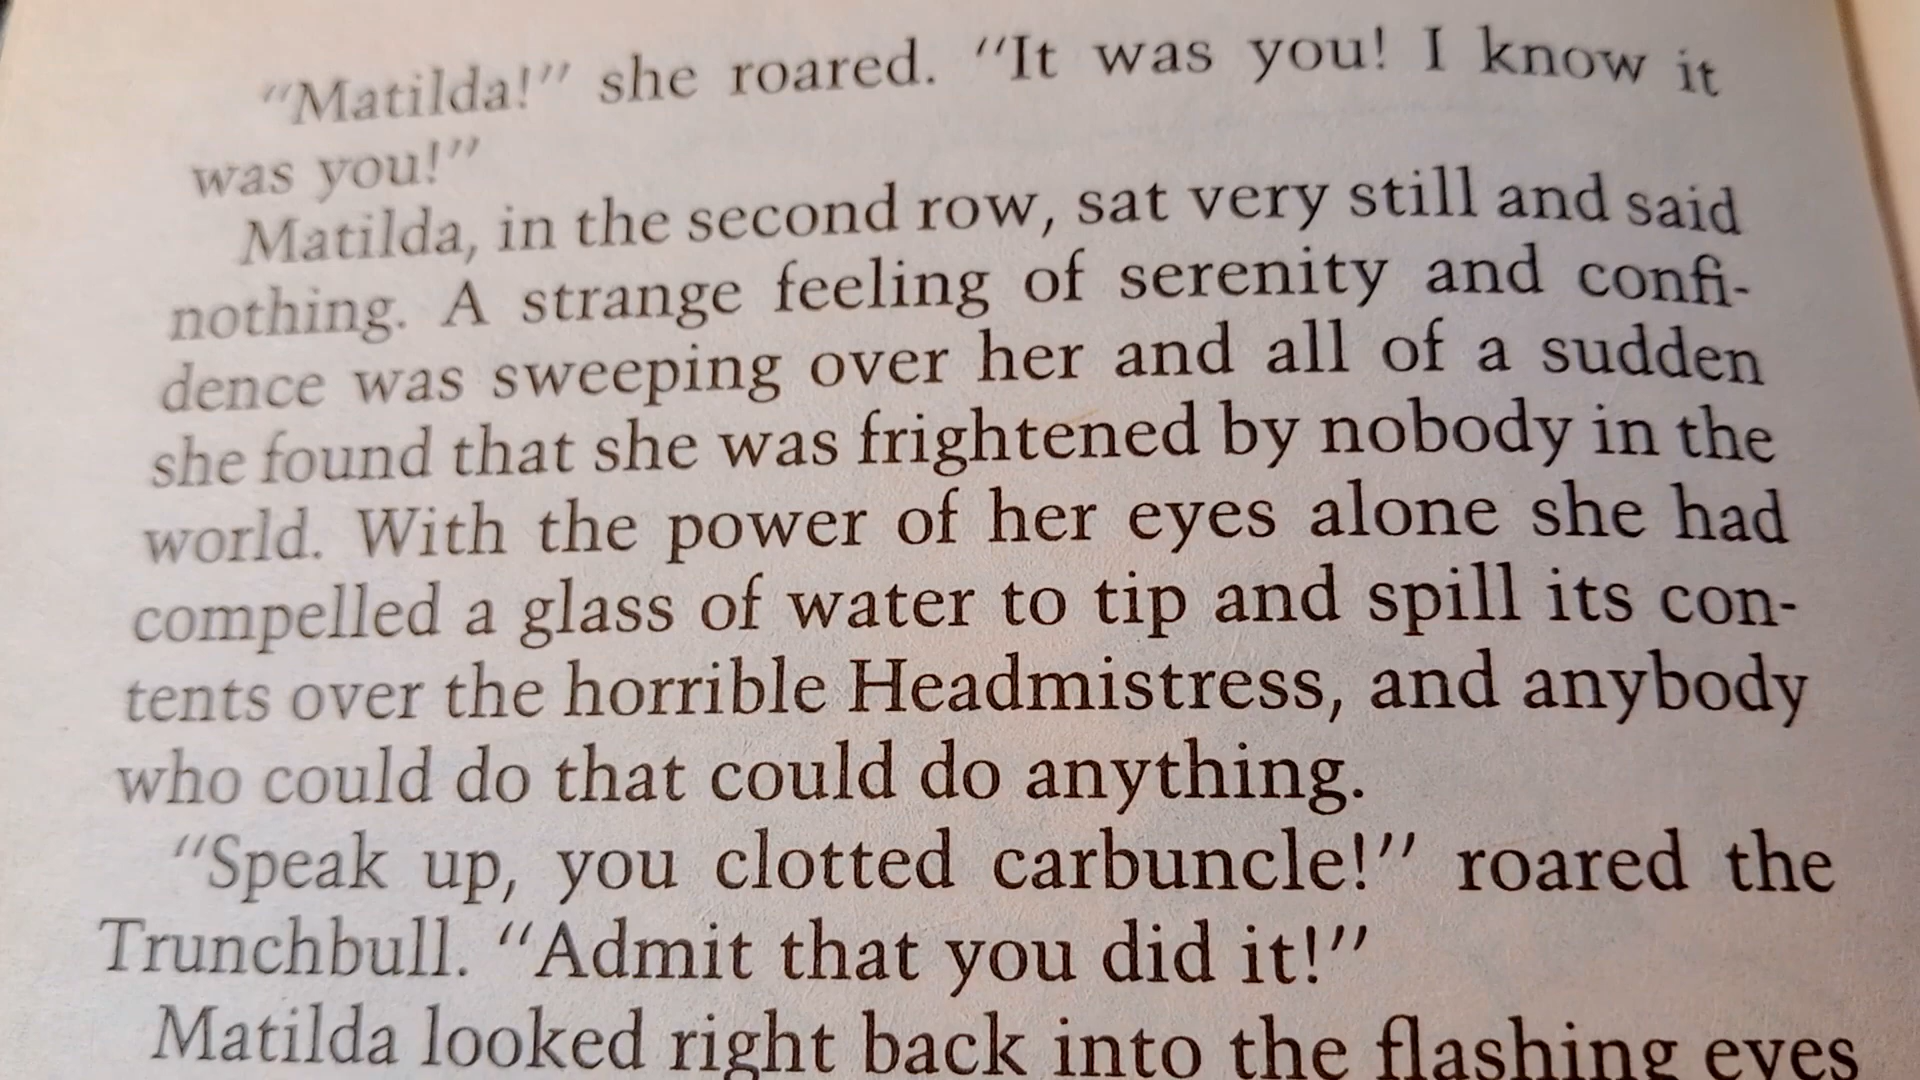 "Matilda!" she roared. "It was you! I know it
was you!"
Matilda, in the second row, sat very still and said
nothing. A strange feeling of serenity and confi-
dence was sweeping over her and all of a sudden
she found that she was frightened by nobody in the
world. With the power of her eyes alone she had
compelled a glass of water to tip and spill its con-
tents over the horrible Headmistress, and anybody
who could do that could do anything.
"Speak up, you clotted carbuncle!" roared the
Trunchbull. "Admit that you did it!"
Matilda looked right back into the flashing eyes